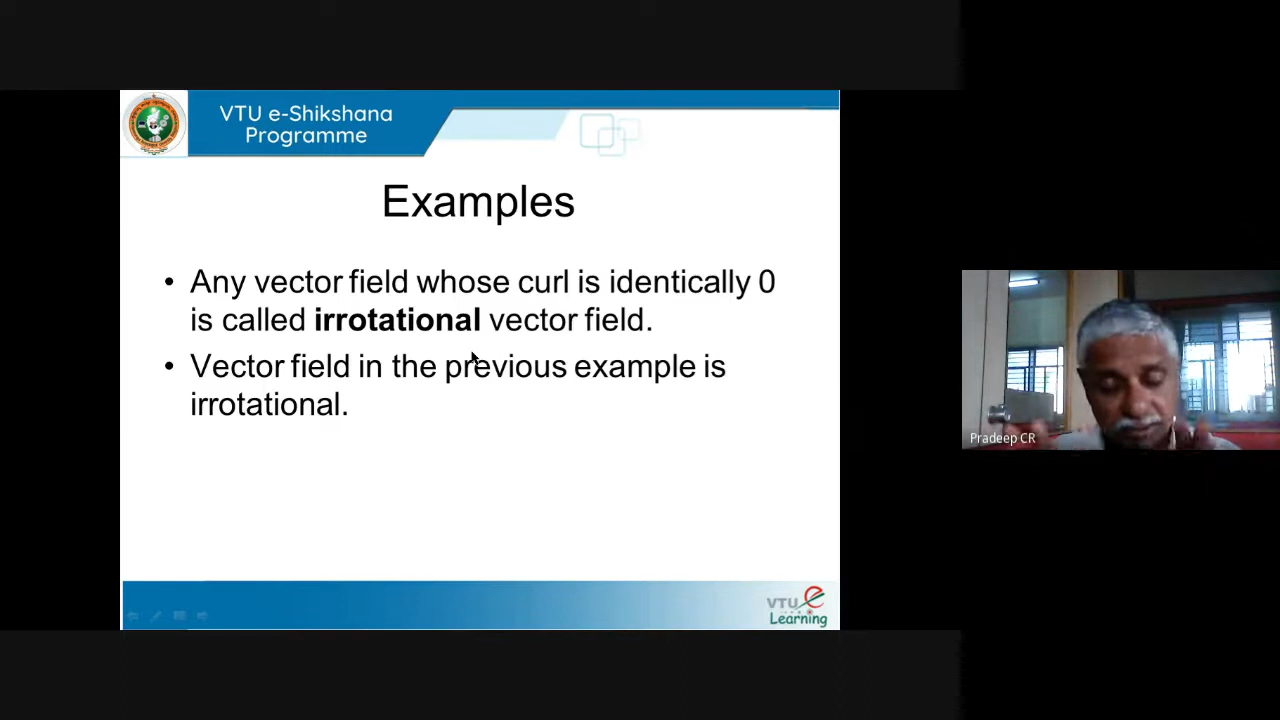 VTU e-Shikshana
Programme
Examples
• Any vector field whose curl is identically 0
is called irrotational vector field.
• Vector field in the previous example is
irrotational.
Pradeep CR
VTU e
Learning